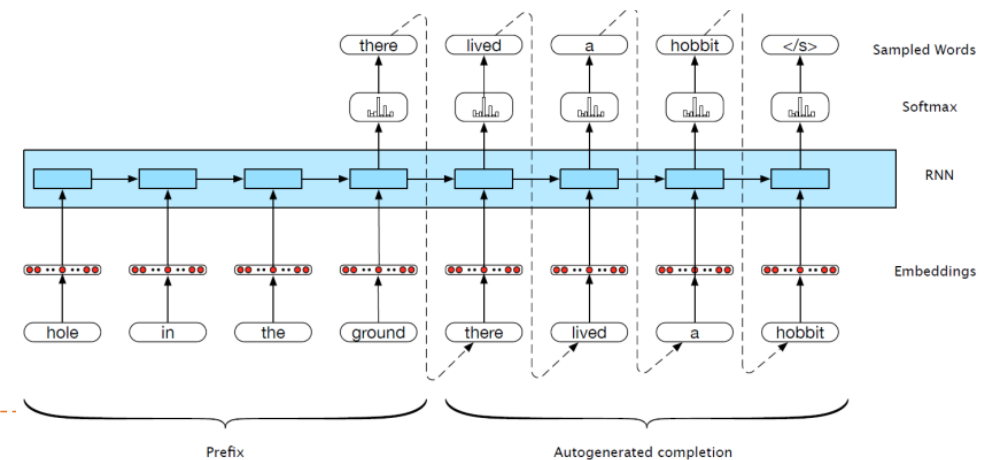 there lived a hobbit </s> Sampled Words
Softmax
RNN
Embeddings
hole in the ground there lived a hobbit
Prefix Autogenerated completion